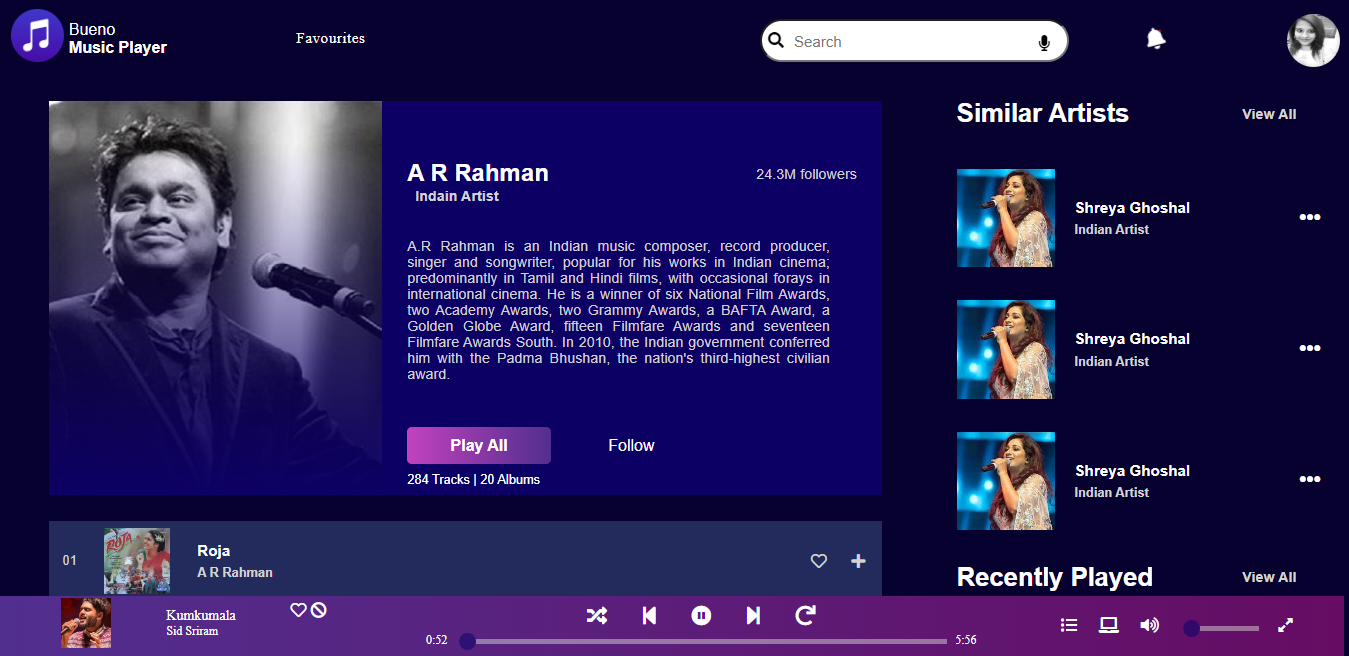 Bueno
Music Player
Favourites
Search
A R Rahman
24.3M followers
Indain Artist
A.R Rahman is an Indian music composer, record producer,
singer and songwriter, popular for his works in Indian cinema;
predominantly in Tamil and Hindi films, with occasional forays in
international cinema. He is a winner of six National Film Awards,
two Academy Awards, two Grammy Awards, a BAFTA Award, a
Golden Globe Award, fifteen Filmfare Awards and seventeen
Filmfare Awards South. In 2010, the Indian government conferred
him with the Padma Bhushan, the nation's third-highest civilian
award.
Play All
Follow
284 Tracks | 20 Albums
01
ROJA
Roja
A R Rahman
Similar Artists
View All
Shreya Ghoshal
Indian Artist
Shreya Ghoshal
Indian Artist
Shreya Ghoshal
Indian Artist
Recently Played
View All
Kumkumala
Sid Sriram
0:52
5:56